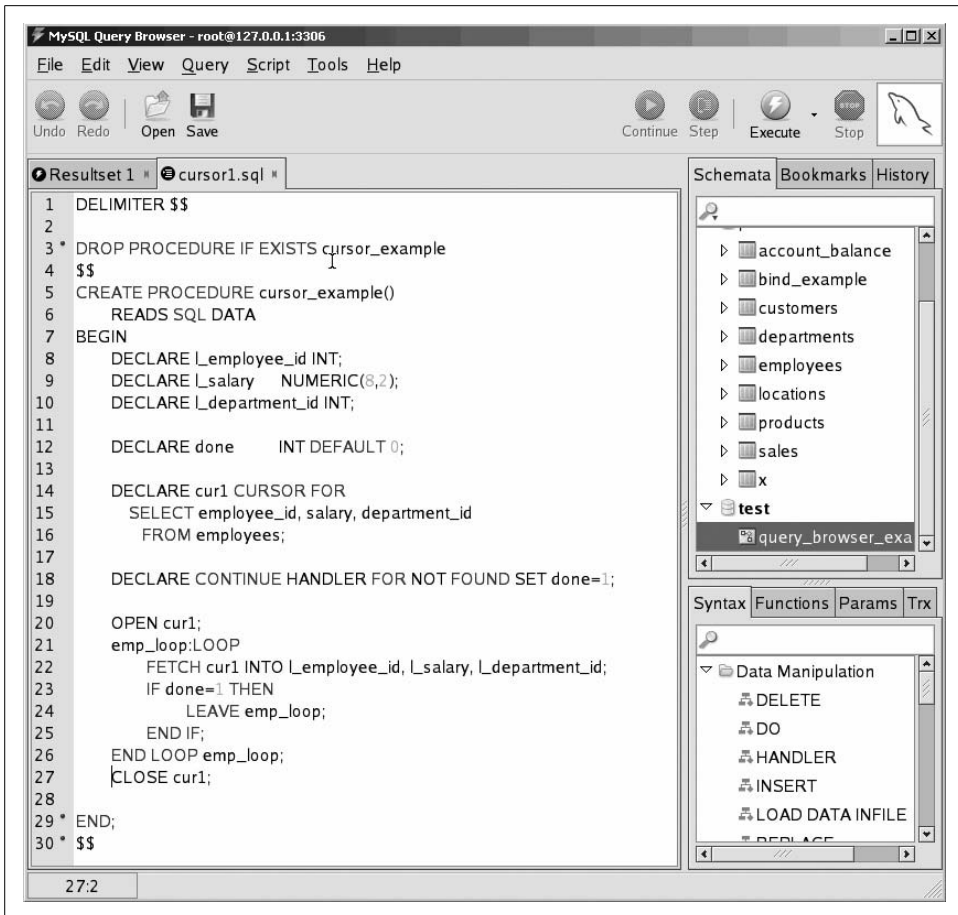 MySQL Query Browser - root@127.0.0.1:3306
File Edit View Query Script Tools Help
Undo Redo Open Save Continue Step Execute STOP Stop
Resultset 1 cursor1.sql
1 DELIMITER $$
2
3 * DROP PROCEDURE IF EXISTS cursor_example
4 $$
5 CREATE PROCEDURE cursor_example()
6 READS SQL DATA
7 BEGIN
8 DECLARE l_employee_id INT;
9 DECLARE l_salary NUMERIC(8,2);
10 DECLARE l_department_id INT;
11
12 DECLARE done INT DEFAULT 0;
13
14 DECLARE cur1 CURSOR FOR
15 SELECT employee_id, salary, department_id
16 FROM employees;
17
18 DECLARE CONTINUE HANDLER FOR NOT FOUND SET done=1;
19
20 OPEN cur1;
21 emp_loop:LOOP
22 FETCH cur1 INTO l_employee_id, l_salary, l_department_id;
23 IF done=1 THEN
24 LEAVE emp_loop;
25 END IF;
26 END LOOP emp_loop;
27 CLOSE cur1;
28
29 * END;
30 * $$
27:2
Schemata Bookmarks History
account_balance
bind_example
customers
departments
employees
locations
products
sales
x
test
query_browser_exa
Syntax Functions Params Trx
Data Manipulation
DELETE
DO
HANDLER
INSERT
LOAD DATA INFILE
REPLACE